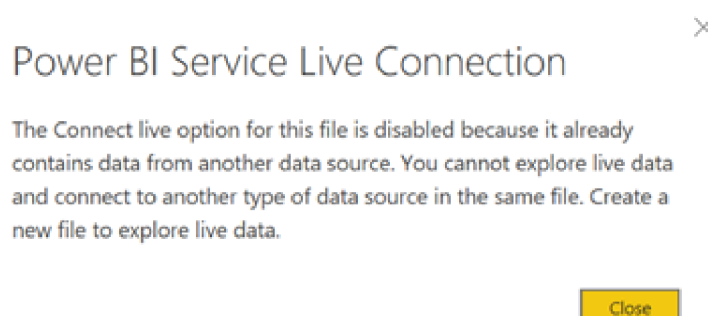 Power BI Service Live Connection
The Connect live option for this file is disabled because it already
contains data from another data source. You cannot explore live data
and connect to another type of data source in the same file. Create a
new file to explore live data.
Close